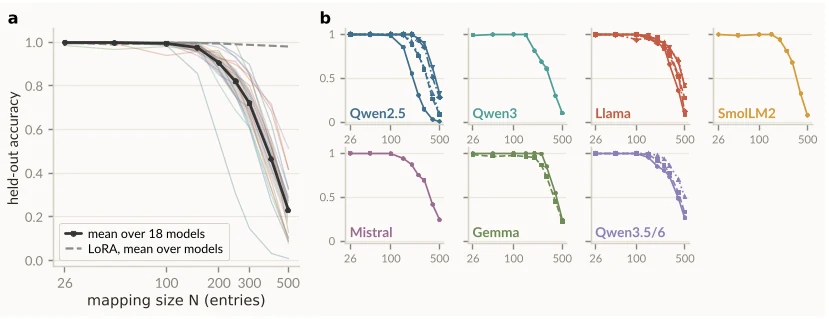 a
held-out accuracy
1.0
0.8
0.6
0.4
0.2
0.0
mean over 18 models
LoRA, mean over models
26
100
200
300
500
mapping size N (entries)
b
1
0.5
0
Qwen2.5
26
100
500
Qwen3
26
100
500
Llama
26
100
500
SmolLM2
26
100
500
1
0.5
0
Mistral
26
100
500
Gemma
26
100
500
Qwen3.5/6
26
100
500